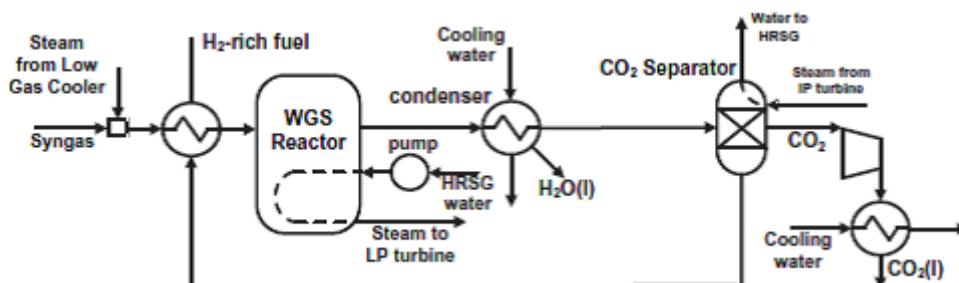 Steam
from Low
Gas Cooler
Syngas
H₂-rich fuel
WGS
Reactor
condenser
pump
HRSG
water
Steam to
LP turbine
Cooling
water
H₂O(l)
CO₂ Separator
Water to
HRSG
Steam from
IP turbine
CO₂
Cooling
water
CO₂(l)